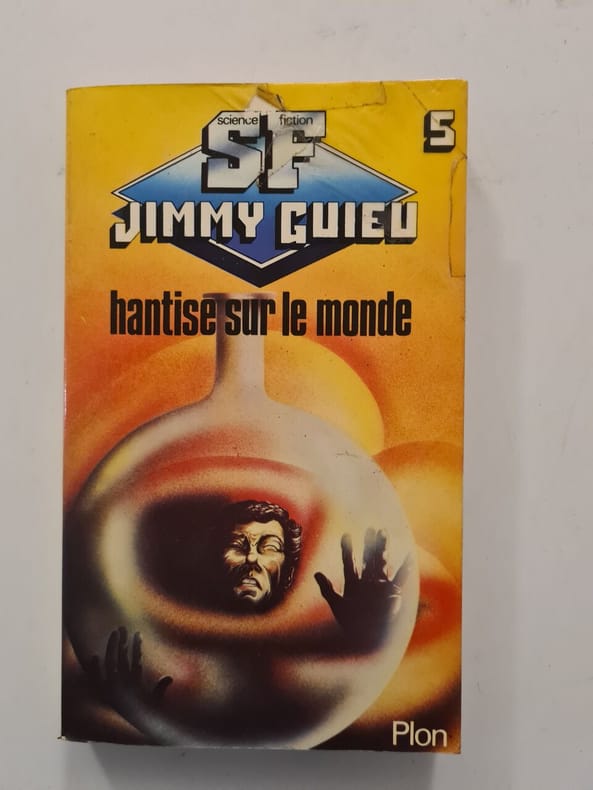 science fiction
SF
5
JIMMY GUIEU
hantise sur le monde
Plon